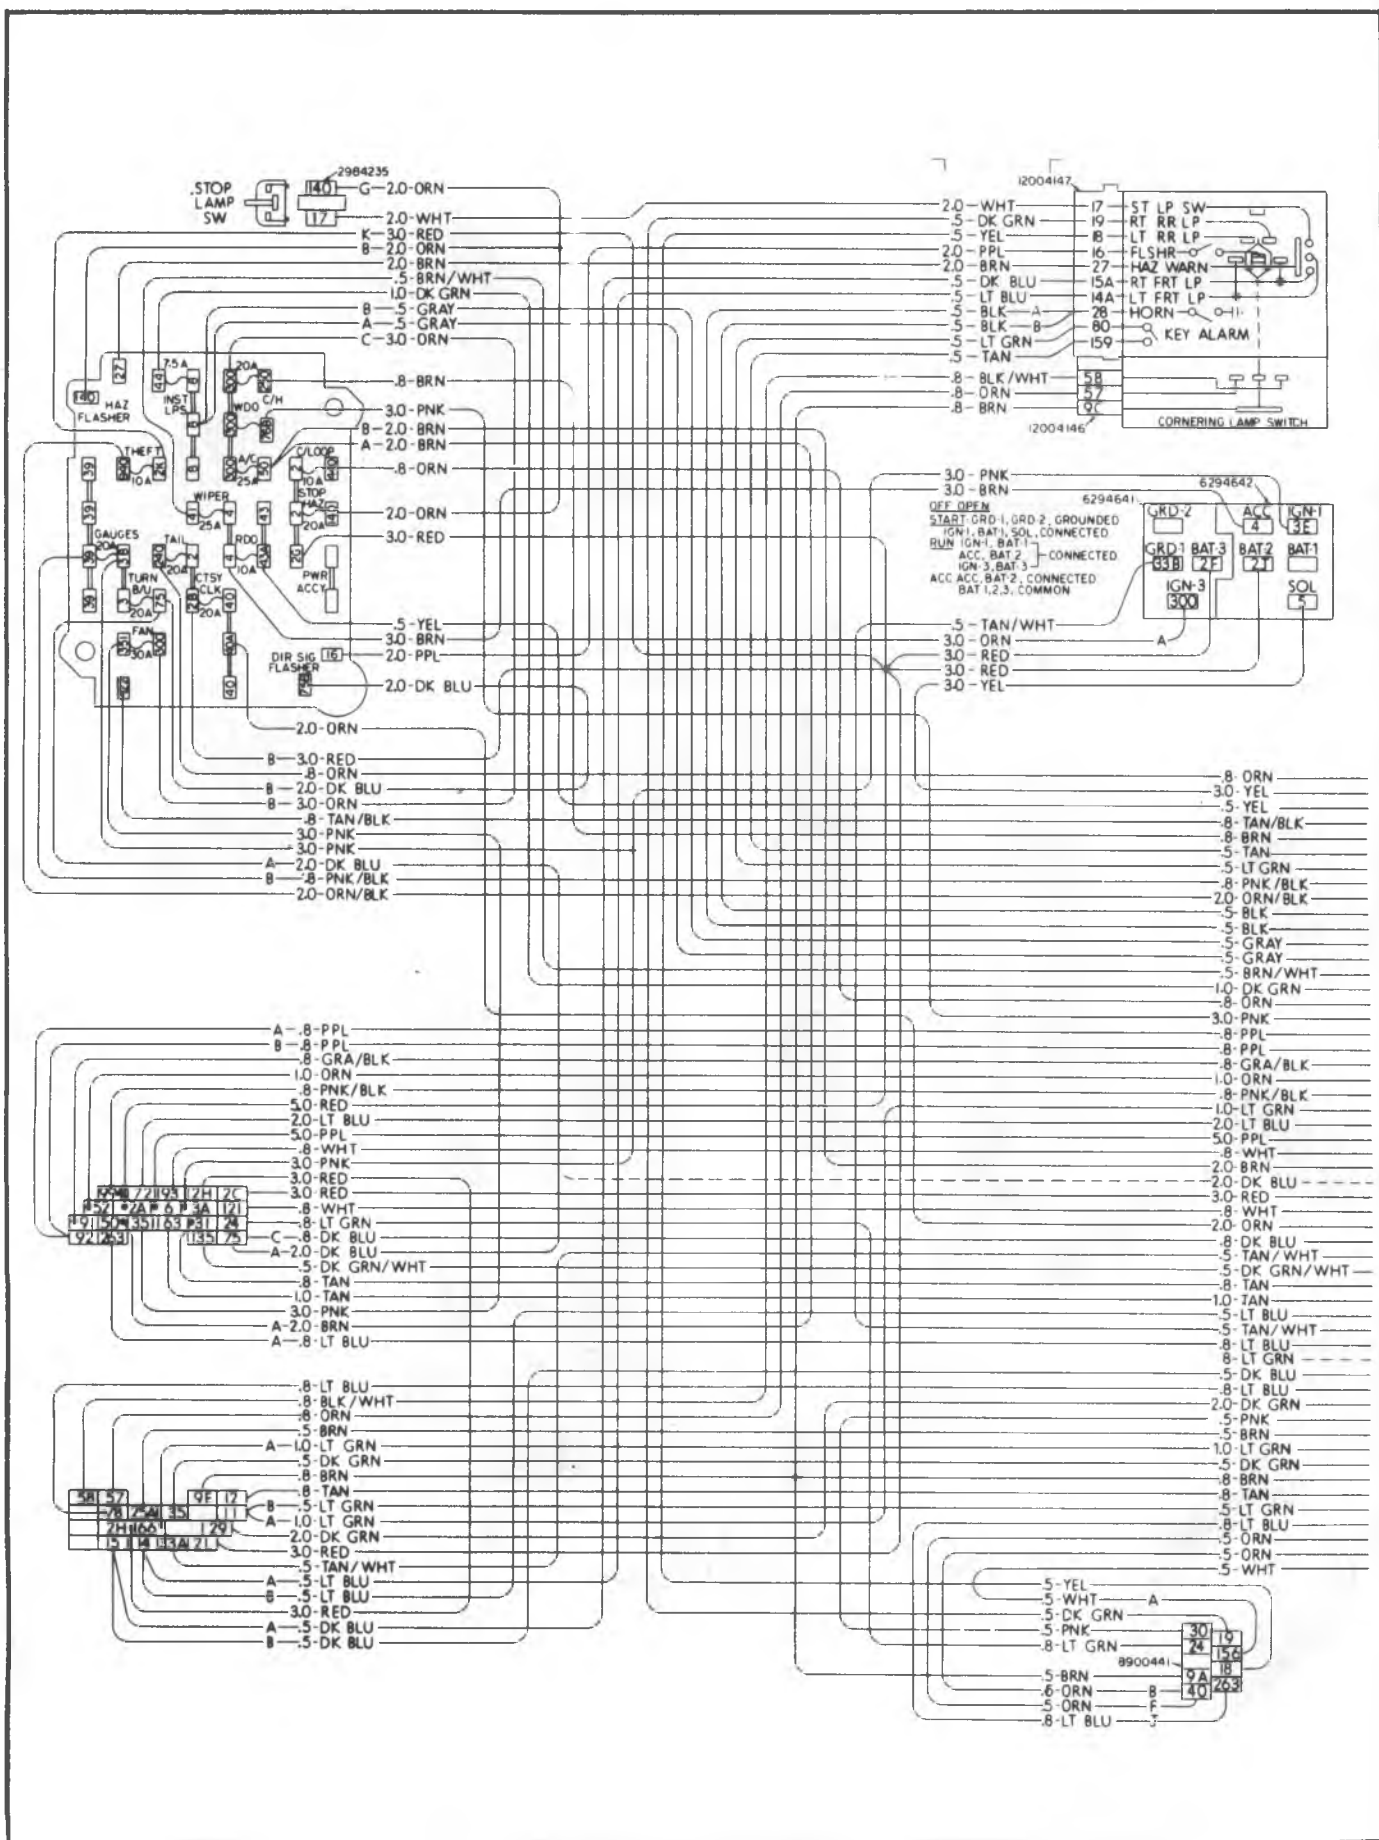 2984235
STOP
LAMP
SW
140
17
G-2.0-ORN
2.0-WHT
K-3.0-RED
B-2.0-ORN
2.0-BRN
.5-BRN/WHT
1.0-DK GRN
B-.5-GRAY
A-.5-GRAY
C-3.0-ORN
.8-BRN
3.0-PNK
B-2.0-BRN
A-2.0-BRN
.8-ORN
2.0-ORN
3.0-RED
.5-YEL
3.0-BRN
2.0-PPL
2.0-DK BLU
2.0-ORN
B-3.0-RED
.8-ORN
B-2.0-DK BLU
B-3.0-ORN
.8-TAN/BLK
3.0-PNK
3.0-PNK
A-2.0-DK BLU
B-.8-PNK/BLK
2.0-ORN/BLK
27
140
HAZ
FLASHER
7.5A
44
8
INST
LPS
20A
C/H
WDO
THEFT
10A
A/C
25A
C/LOOP
10A
STOP
HAZ
20A
WIPER
25A
GAUGES
20A
TAIL
20A
RDO
10A
TURN
B/U
20A
CTSY
CLK
20A
PWR
ACCY
FAN
30A
DIR SIG
FLASHER
16
12004147
2.0-WHT 17 ST LP SW
.5-DK GRN 19 RT RR LP
.5-YEL 18 LT RR LP
2.0-PPL 16 FLSHR
2.0-BRN 27 HAZ WARN
.5-DK BLU 15A RT FRT LP
.5-LT BLU 14A LT FRT LP
.5-BLK-A 28 HORN
.5-BLK-B 80 KEY ALARM
.5-LT GRN 159
.5-TAN
.8-BLK/WHT 58
.8-ORN 57
.8-BRN 9C
12004146
CORNERING LAMP SWITCH
3.0-PNK
3.0-BRN
6294641
6294642
OFF OPEN
START GRD-1, GRD-2, GROUNDED
IGN-1, BAT-1, SOL, CONNECTED
RUN IGN-1, BAT-1
ACC, BAT 2 CONNECTED
IGN-3, BAT-3
ACC ACC, BAT-2, CONNECTED
BAT 1,2,3, COMMON
GRD-2
ACC
4
IGN-1
3E
GRD-1 BAT-3
33B 2F
BAT-2
2J
BAT-1
IGN-3
300
SOL
5
.5-TAN/WHT
3.0-ORN A
3.0-RED
3.0-RED
3.0-YEL
.8-ORN
3.0-YEL
.5-YEL
.8-TAN/BLK
.8-BRN
.5-TAN
.5-LT GRN
.8-PNK/BLK
2.0-ORN/BLK
.5-BLK
.5-BLK
.5-GRAY
.5-GRAY
.5-BRN/WHT
1.0-DK GRN
.8-ORN
3.0-PNK
.8-PPL
.8-PPL
.8-GRA/BLK
1.0-ORN
.8-PNK/BLK
1.0-LT GRN
2.0-LT BLU
5.0-PPL
.8-WHT
2.0-BRN
2.0-DK BLU
3.0-RED
.8-WHT
2.0-ORN
.8-DK BLU
.5-TAN/WHT
.5-DK GRN/WHT
.8-TAN
1.0-TAN
.5-LT BLU
.5-TAN/WHT
.8-LT BLU
8-LT GRN
.5-DK BLU
.8-LT BLU
2.0-DK GRN
.5-PNK
.5-BRN
1.0-LT GRN
.5-DK GRN
.8-BRN
.8-TAN
.5-LT GRN
.8-LT BLU
.5-ORN
.5-ORN
.5-WHT
A-.8-PPL
B-.8-PPL
.8-GRA/BLK
1.0-ORN
.8-PNK/BLK
5.0-RED
2.0-LT BLU
5.0-PPL
.8-WHT
3.0-PNK
3.0-RED
3.0-RED
.8-WHT
.8-LT GRN
C-.8-DK BLU
A-2.0-DK BLU
.5-DK GRN/WHT
.8-TAN
1.0-TAN
3.0-PNK
A-2.0-BRN
A-.8-LT BLU
.8-LT BLU
.8-BLK/WHT
.8-ORN
.5-BRN
A-1.0-LT GRN
.5-DK GRN
.8-BRN
.8-TAN
B-.5-LT GRN
A-1.0-LT GRN
2.0-DK GRN
3.0-RED
.5-TAN/WHT
A-.5-LT BLU
B-.5-LT BLU
3.0-RED
A-.5-DK BLU
B-.5-DK BLU
58 57 9E 12
.5-YEL
.5-WHT A
.5-DK GRN
.5-PNK 30 19
.8-LT GRN 24 156
8900441 18
.5-BRN 9A 263
.6-ORN B 40
.5-ORN F
.8-LT BLU J